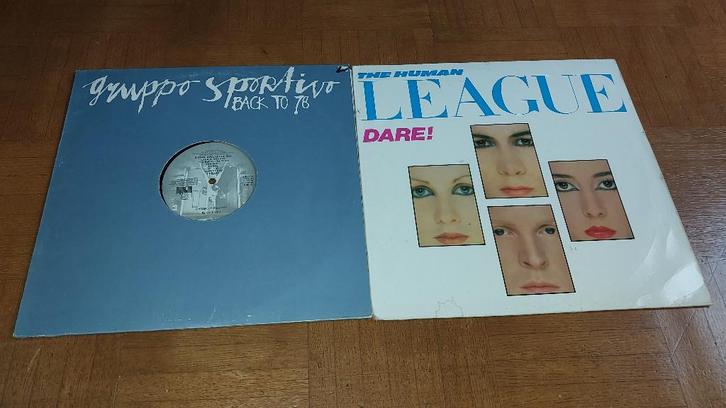 gruppo sportivo
BACK TO 78
THE HUMAN
LEAGUE
DARE!